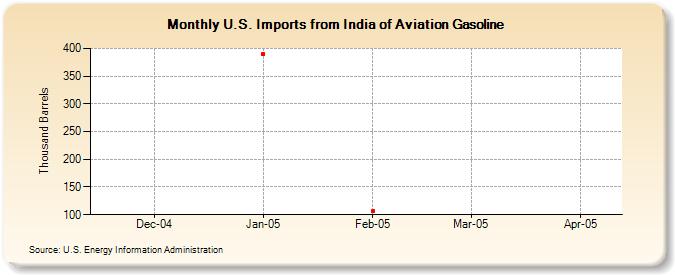 Monthly U.S. Imports from India of Aviation Gasoline
Thousand Barrels
400
350
300
250
200
150
100
Dec-04 Jan-05 Feb-05 Mar-05 Apr-05
Source: U.S. Energy Information Administration